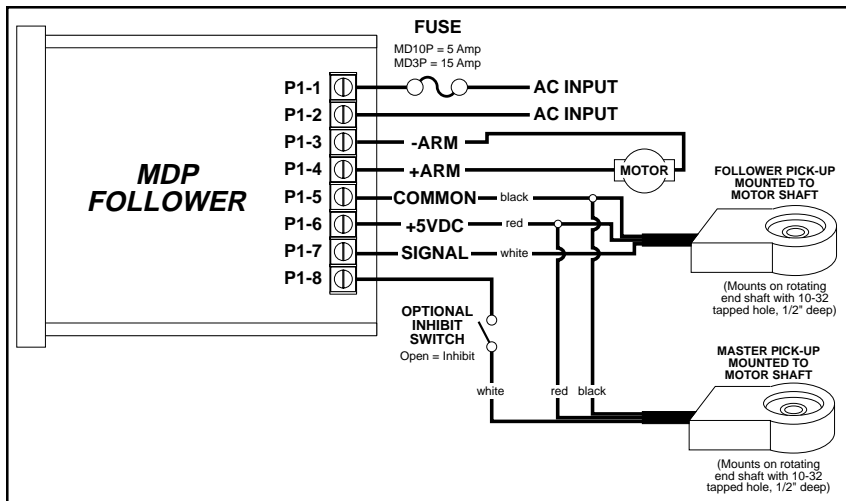 FUSE
MD10P = 5 Amp
MD3P = 15 Amp
P1-1
AC INPUT
P1-2
AC INPUT
P1-3
-ARM
P1-4
+ARM
MOTOR
P1-5
COMMON
black
P1-6
+5VDC
red
P1-7
SIGNAL
white
P1-8
MDP
FOLLOWER
FOLLOWER PICK-UP
MOUNTED TO
MOTOR SHAFT
(Mounts on rotating
end shaft with 10-32
tapped hole, 1/2" deep)
OPTIONAL
INHIBIT
SWITCH
Open = Inhibit
white
red
black
MASTER PICK-UP
MOUNTED TO
MOTOR SHAFT
(Mounts on rotating
end shaft with 10-32
tapped hole, 1/2" deep)